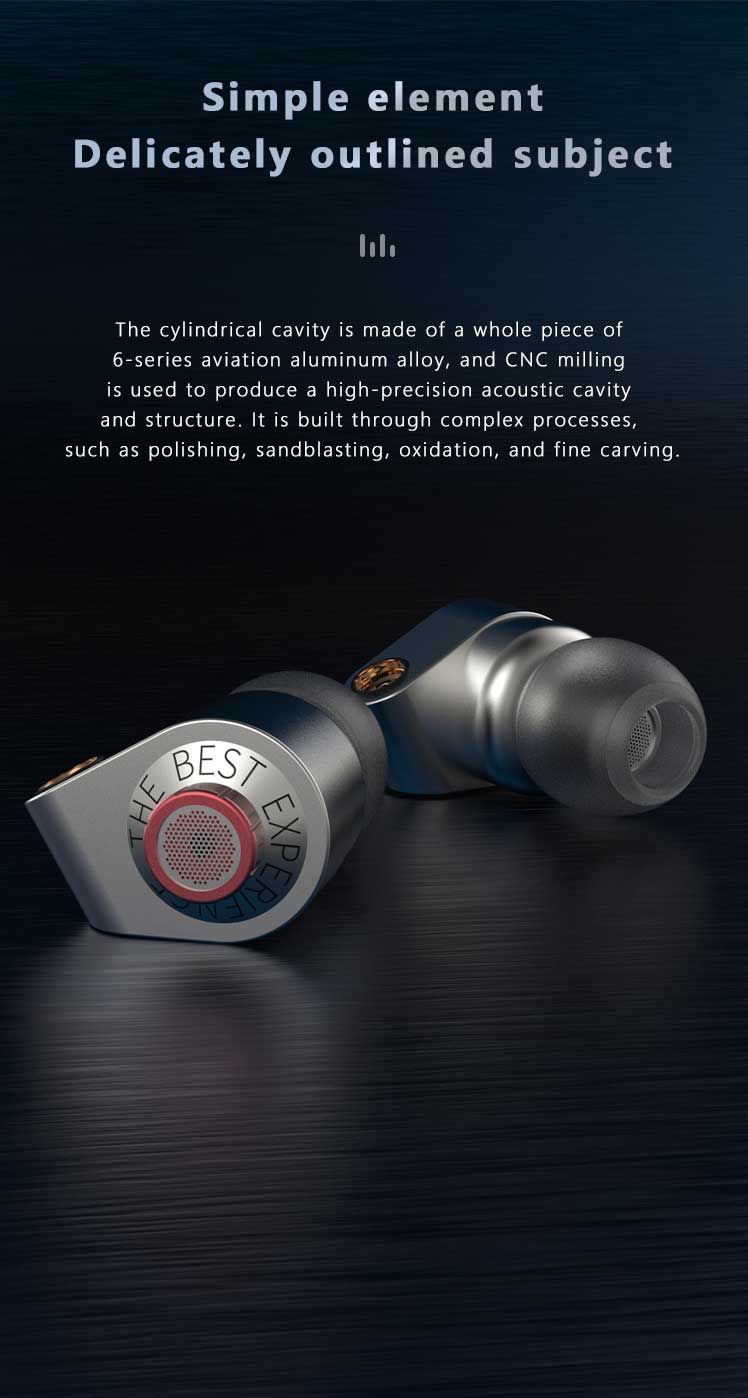 Simple element
Delicately outlined subject
The cylindrical cavity is made of a whole piece of
6-series aviation aluminum alloy, and CNC milling
is used to produce a high-precision acoustic cavity
and structure. It is built through complex processes,
such as polishing, sandblasting, oxidation, and fine carving.
THE BEST EXPERIENCE